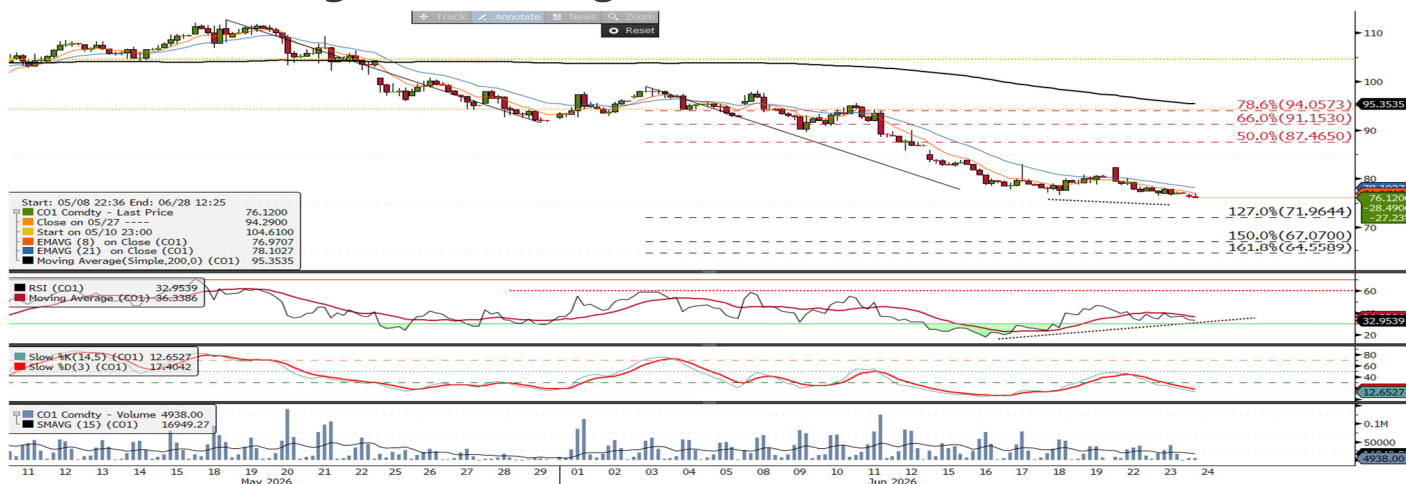 Track Annotate News Zoom
Reset
110
100
95.3535
90
80
78.1027
76.1200
-28.4900
-27.23%
70
78.6%(94.0573)
66.0%(91.1530)
50.0%(87.4650)
127.0%(71.9644)
150.0%(67.0700)
161.8%(64.5589)
Start: 05/08 22:36 End: 06/28 12:25
CO1 Comdty - Last Price 76.1200
Close on 05/27 ---- 94.2900
Start on 05/10 23:00 104.6100
EMAVG (8) on Close (CO1) 76.9707
EMAVG (21) on Close (CO1) 78.1027
Moving Average(Simple,200,0) (CO1) 95.3535
RSI (CO1) 32.9539
Moving Average (CO1) 36.3386
60
32.9539
20
Slow %K(14,5) (CO1) 12.6527
Slow %D(3) (CO1) 17.4042
80
60
40
12.6527
CO1 Comdty - Volume 4938.00
SMAVG (15) (CO1) 16949.27
0.1M
50000
4938.00
11 12 13 14 15 18 19 20 21 22 25 26 27 28 29 01 02 03 04 05 08 09 10 11 12 15 16 17 18 19 22 23 24
May 2026 Jun 2026